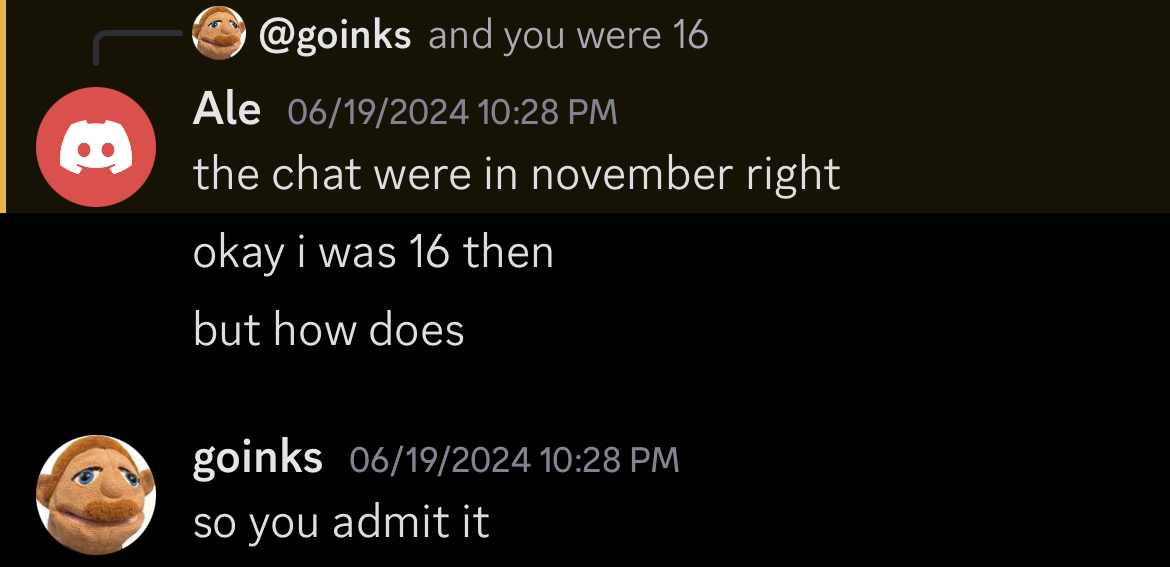 @goinks and you were 16
Ale 06/19/2024 10:28 PM
the chat were in november right
okay i was 16 then
but how does
goinks 06/19/2024 10:28 PM
so you admit it